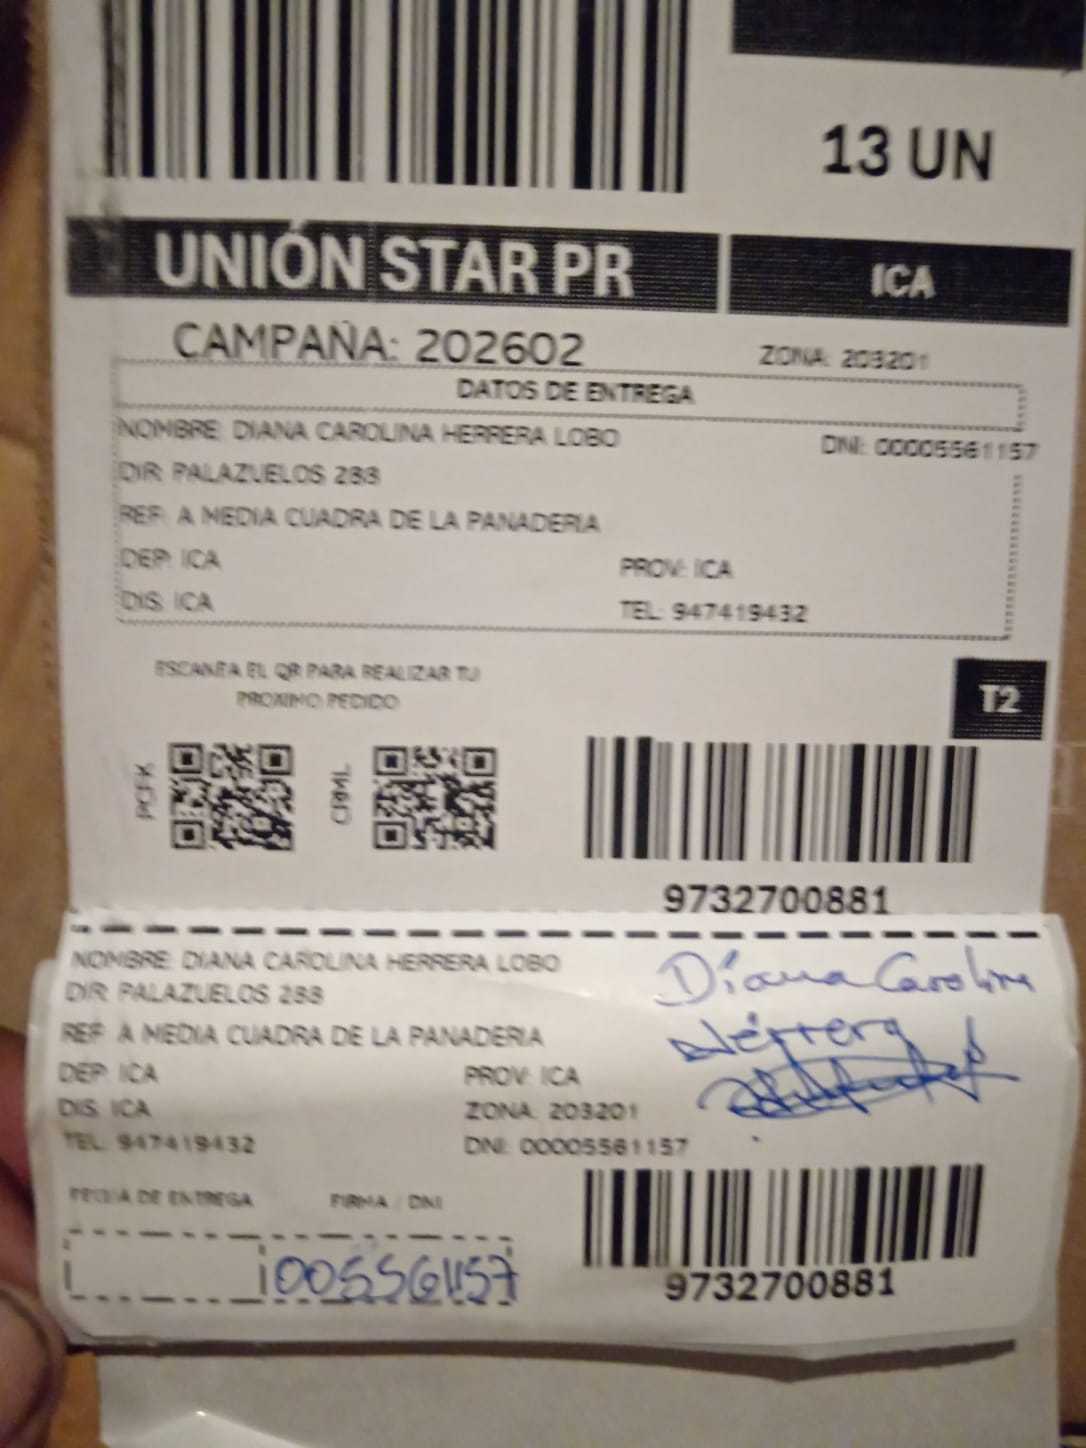 13 UN
UNIÓN STAR PR
ICA
CAMPAÑA: 202602
ZONA: 203201
DATOS DE ENTREGA
NOMBRE: DIANA CAROLINA HERRERA LOBO
DNI: 00005561157
DIR: PALAZUELOS 288
REF: A MEDIA CUADRA DE LA PANADERIA
DEP: ICA
PROV: ICA
DIS: ICA
TEL: 947419432
ESCANEA EL QR PARA REALIZAR TU
PROXIMO PEDIDO
T2
PCFK
CRML
9732700881
NOMBRE: DIANA CAROLINA HERRERA LOBO
Diana Carolina
DIR: PALAZUELOS 288
REF: A MEDIA CUADRA DE LA PANADERIA
Herrera
DEP: ICA
PROV: ICA
DIS: ICA
ZONA: 203201
TEL: 947419432
DNI: 00005561157
FECHA DE ENTREGA
FIRMA / DNI
005561157
9732700881